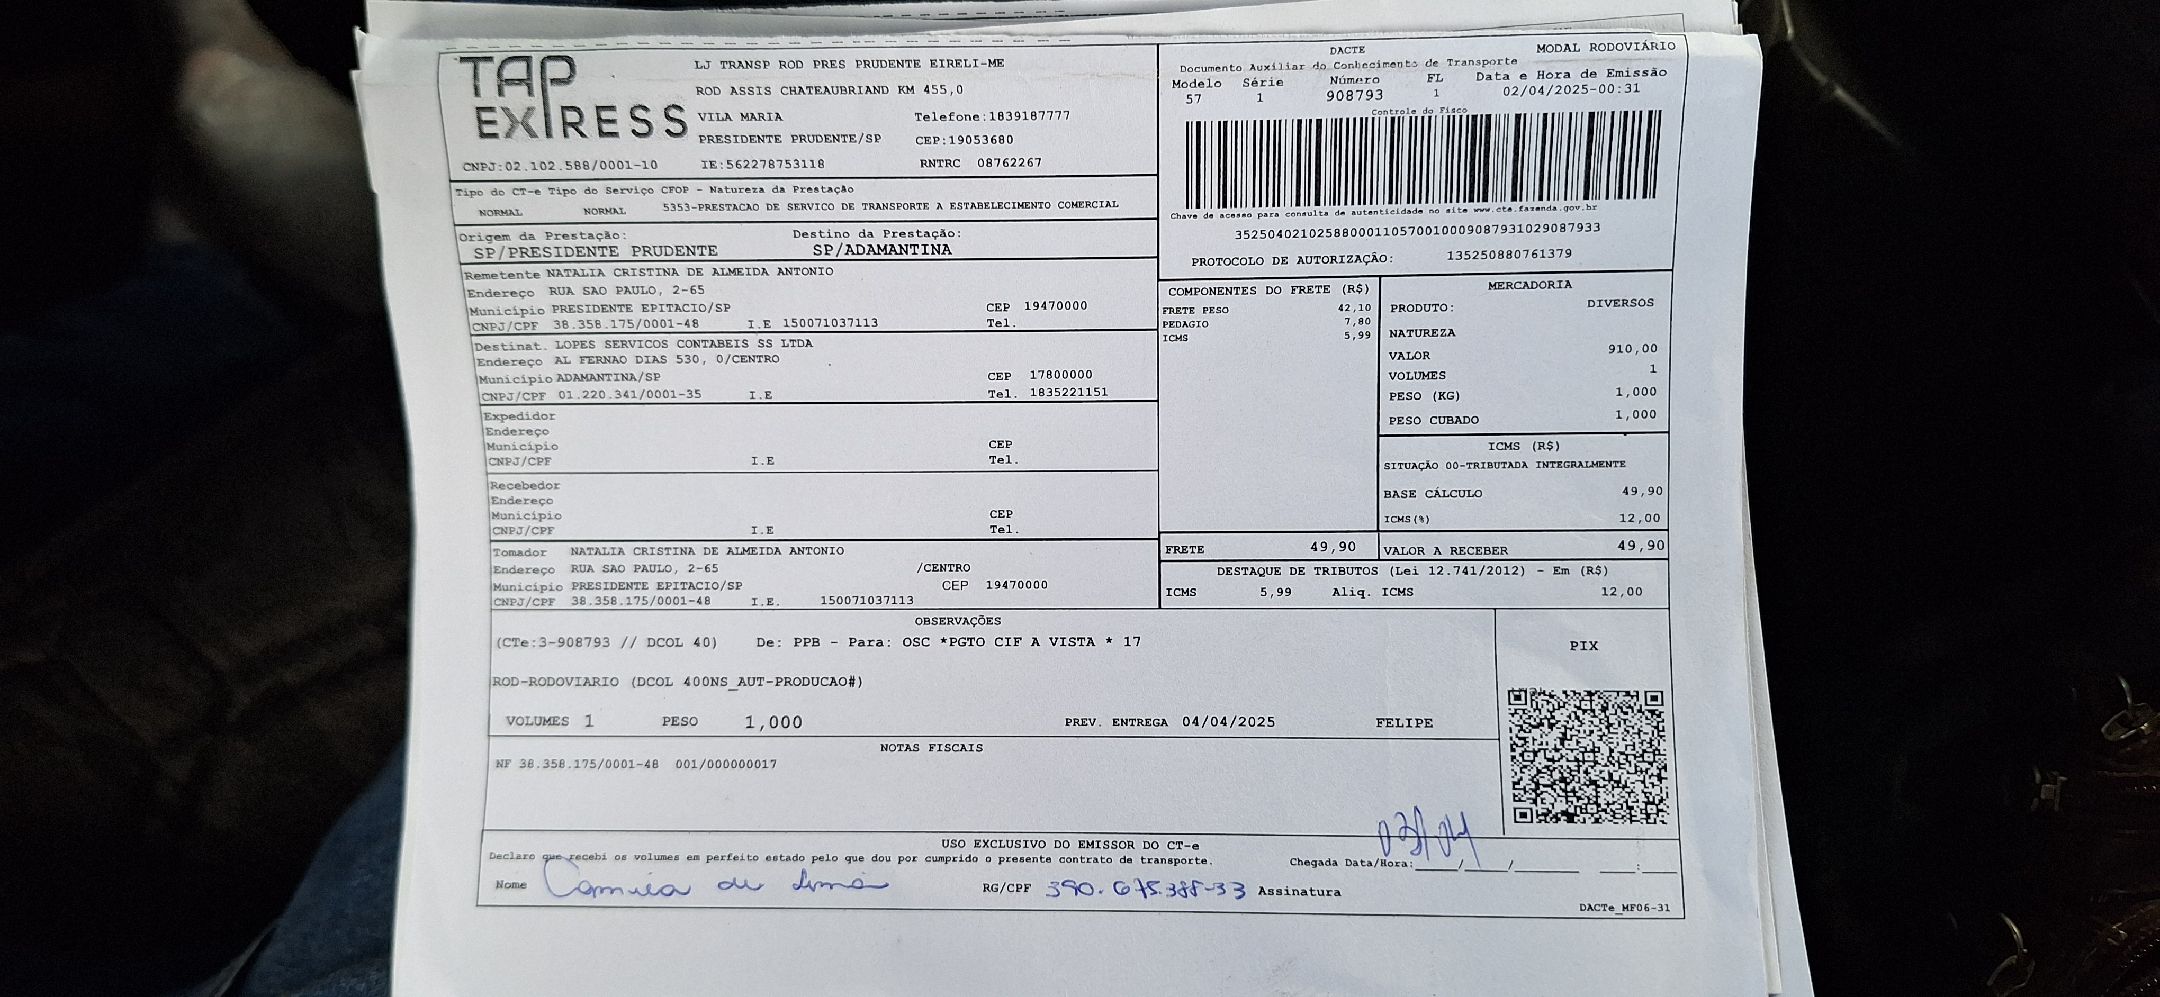 TAP EXPRESS
LJ TRANSP ROD PRES PRUDENTE EIRELI-ME
ROD ASSIS CHATEAUBRIAND KM 455,0
VILA MARIA Telefone:1839187777
PRESIDENTE PRUDENTE/SP CEP:19053680
CNPJ:02.102.588/0001-10 IE:562278753118 RNTRC 08762267
Tipo do CT-e Tipo do Serviço CFOP - Natureza da Prestação
NORMAL NORMAL 5353-PRESTACAO DE SERVICO DE TRANSPORTE A ESTABELECIMENTO COMERCIAL
Origem da Prestação: Destino da Prestação:
SP/PRESIDENTE PRUDENTE SP/ADAMANTINA
Remetente NATALIA CRISTINA DE ALMEIDA ANTONIO
Endereço RUA SAO PAULO, 2-65
Município PRESIDENTE EPITACIO/SP CEP 19470000
CNPJ/CPF 38.358.175/0001-48 I.E 150071037113 Tel.
Destinat. LOPES SERVICOS CONTABEIS SS LTDA
Endereço AL FERNAO DIAS 530, 0/CENTRO
Município ADAMANTINA/SP CEP 17800000
CNPJ/CPF 01.220.341/0001-35 I.E Tel. 1835221151
Expedidor
Endereço
Município CEP
CNPJ/CPF I.E Tel.
Recebedor
Endereço
Município CEP
CNPJ/CPF I.E Tel.
Tomador NATALIA CRISTINA DE ALMEIDA ANTONIO
Endereço RUA SAO PAULO, 2-65 /CENTRO
Município PRESIDENTE EPITACIO/SP CEP 19470000
CNPJ/CPF 38.358.175/0001-48 I.E. 150071037113
DACTE MODAL RODOVIÁRIO
Documento Auxiliar do Conhecimento de Transporte
Modelo Série Número FL Data e Hora de Emissão
57 1 908793 1 02/04/2025-00:31
Controle do Fisco
Chave de acesso para consulta de autenticidade no site www.cte.fazenda.gov.br
35250402102588000110570010009087931029087933
PROTOCOLO DE AUTORIZAÇÃO: 135250880761379
COMPONENTES DO FRETE (R$)
FRETE PESO 42,10
PEDAGIO 7,80
ICMS 5,99
MERCADORIA
PRODUTO: DIVERSOS
NATUREZA
VALOR 910,00
VOLUMES 1
PESO (KG) 1,000
PESO CUBADO 1,000
ICMS (R$)
SITUAÇÃO 00-TRIBUTADA INTEGRALMENTE
BASE CÁLCULO 49,90
ICMS(%) 12,00
FRETE 49,90 VALOR A RECEBER 49,90
DESTAQUE DE TRIBUTOS (Lei 12.741/2012) - Em (R$)
ICMS 5,99 Aliq. ICMS 12,00
OBSERVAÇÕES
(CTe:3-908793 // DCOL 40) De: PPB - Para: OSC *PGTO CIF A VISTA * 17
ROD-RODOVIARIO (DCOL 400NS_AUT-PRODUCAO#)
VOLUMES 1 PESO 1,000 PREV. ENTREGA 04/04/2025 FELIPE
PIX
NOTAS FISCAIS
NF 38.358.175/0001-48 001/000000017
USO EXCLUSIVO DO EMISSOR DO CT-e
Declaro que recebi os volumes em perfeito estado pelo que dou por cumprido o presente contrato de transporte.
Chegada Data/Hora: 03/04
Nome Camila de Lima RG/CPF 390.675.388-33 Assinatura
DACTe_MF06-31